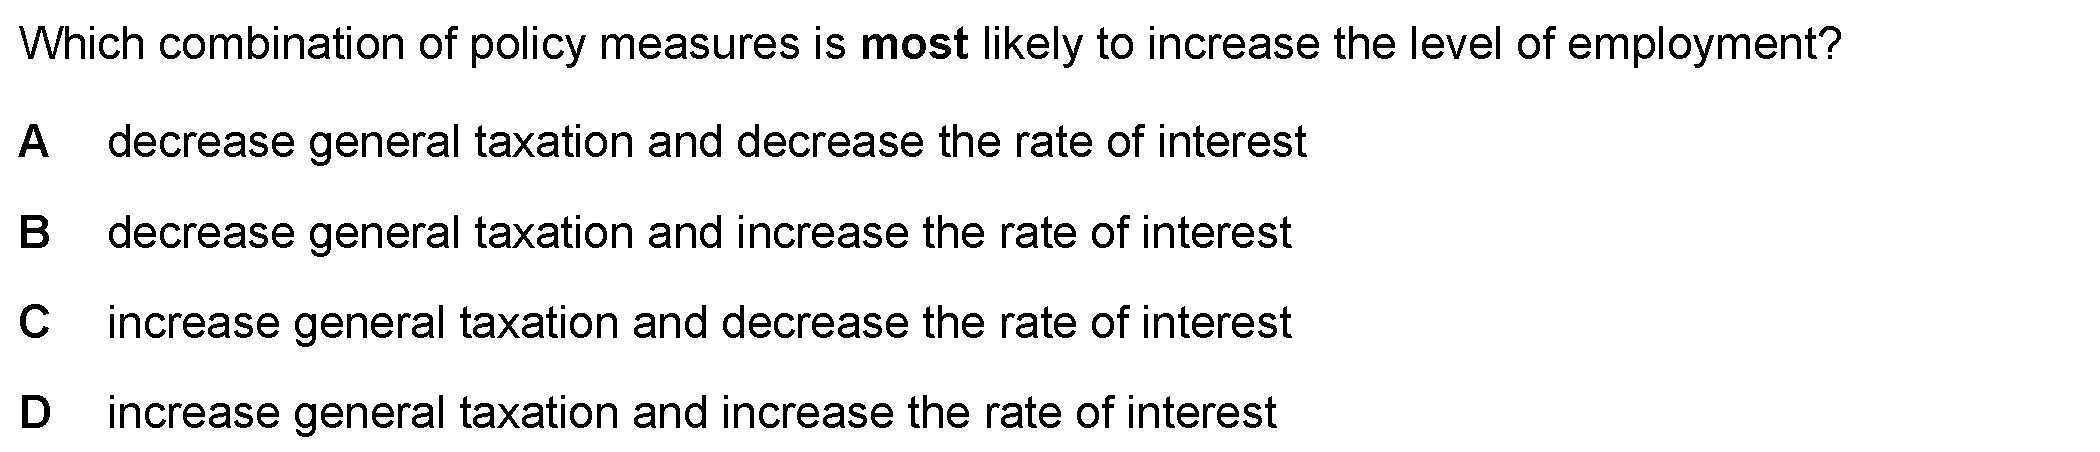 Which combination of policy measures is most likely to increase the level of employment?
A decrease general taxation and decrease the rate of interest
B decrease general taxation and increase the rate of interest
C increase general taxation and decrease the rate of interest
D increase general taxation and increase the rate of interest